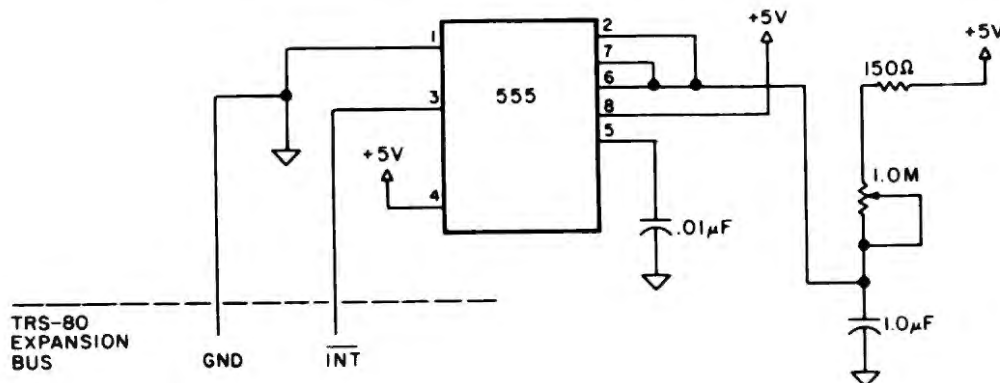 1
3
4
555
2
7
6
8
5
+5V
+5V
+5V
150Ω
1.0M
.01μF
1.0μF
TRS-80
EXPANSION
BUS
GND
INT